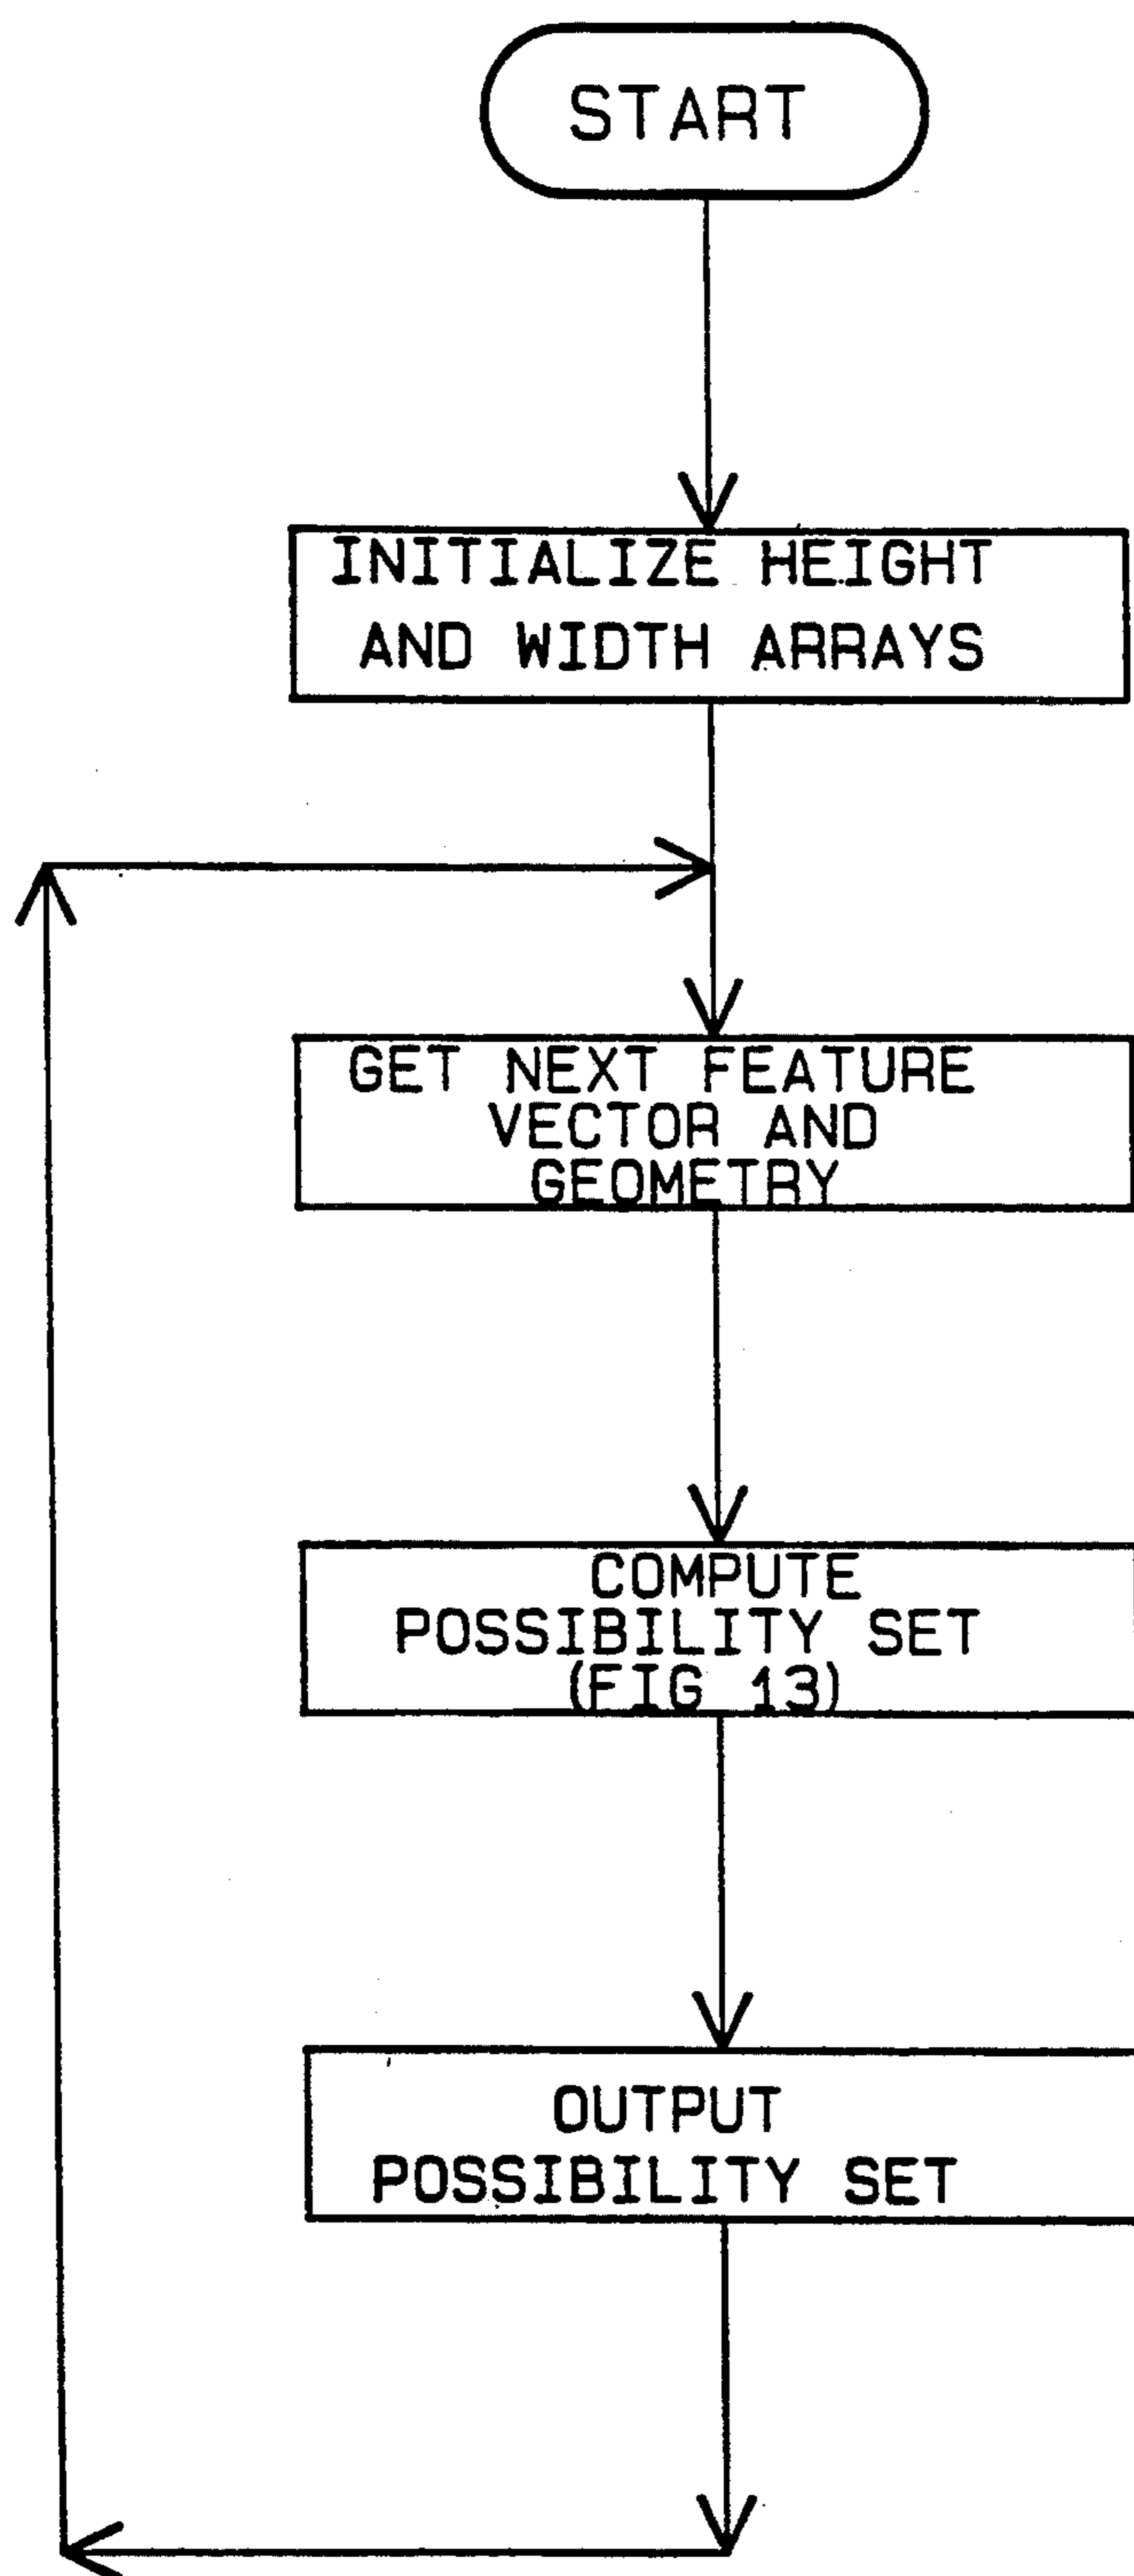 START
INITIALIZE HEIGHT
AND WIDTH ARRAYS
GET NEXT FEATURE
VECTOR AND
GEOMETRY
COMPUTE
POSSIBILITY SET
(FIG 13)
OUTPUT
POSSIBILITY SET